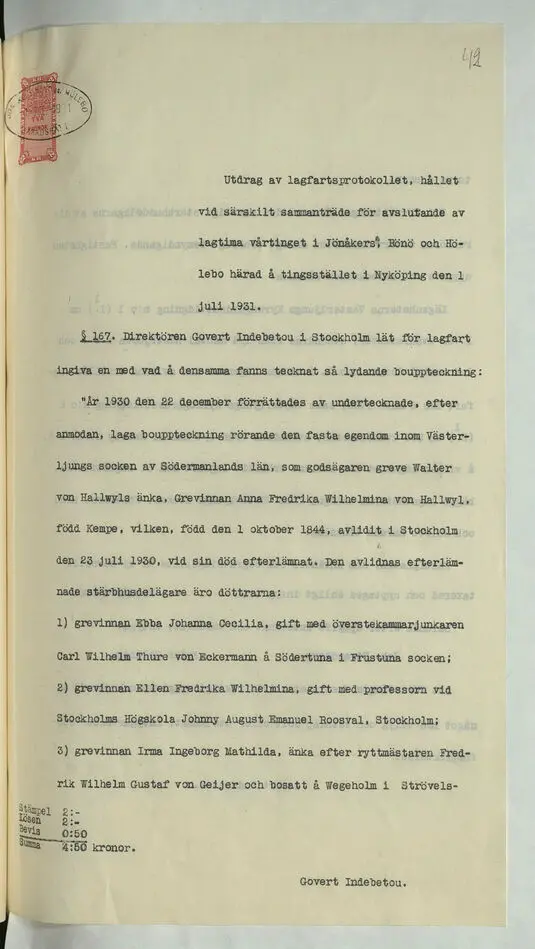 42
Utdrag av lagfartsprotokollet, hållet
vid särskilt sammanträde för avslutande av
lagtima vårtinget i Jönåkers, Rönö och Hö-
lebo härad å tingsstället i Nyköping den 1
juli 1931.
§ 167. Direktören Govert Indebetou i Stockholm lät för lagfart
ingiva en med vad å densamma fanns tecknat så lydande bouppteckning:
"År 1930 den 22 december förrättades av undertecknade, efter
anmodan, laga bouppteckning rörande den fasta egendom inom Väster-
ljungs socken av Södermanlands län, som godsägaren greve Walter
von Hallwyls änka, Grevinnan Anna Fredrika Wilhelmina von Hallwyl,
född Kempe, vilken, född den 1 oktober 1844, avlidit i Stockholm
den 23 juli 1930, vid sin död efterlämnat. Den avlidnas efterläm-
nade stärbhusdelägare äro döttrarna:
1) grevinnan Ebba Johanna Cecilia, gift med överstekammarjunkaren
Carl Wilhelm Thure von Eckermann å Södertuna i Frustuna socken;
2) grevinnan Ellen Fredrika Wilhelmina, gift med professorn vid
Stockholms Högskola Johnny August Emanuel Roosval, Stockholm;
3) grevinnan Irma Ingeborg Mathilda, änka efter ryttmästaren Fred-
rik Wilhelm Gustaf von Geijer och bosatt å Wegeholm i Strövels-
Stämpel 2:-
Lösen 2:-
Bevis 0:50
Summa 4:50 kronor.
Govert Indebetou.